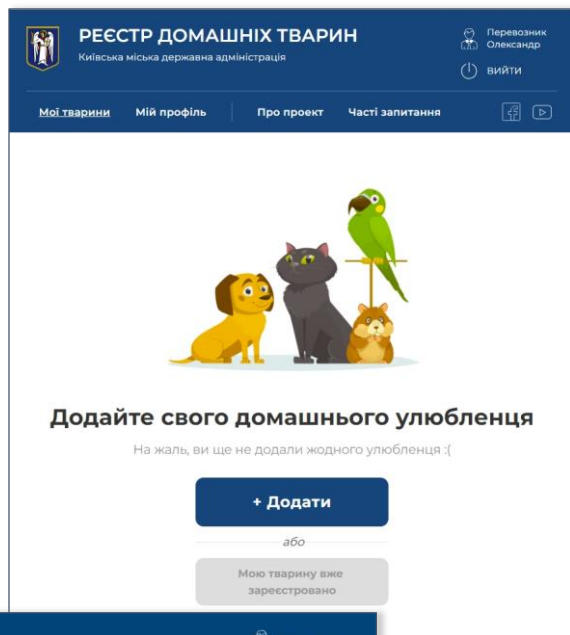 РЕЄСТР ДОМАШНІХ ТВАРИН
Київська міська державна адміністрація
Перевозник
Олександр
ВИЙТИ
Мої тварини Мій профіль Про проект Часті запитання
Додайте свого домашнього улюбленця
На жаль, ви ще не додали жодного улюбленця :(
+ Додати
або
Мою тварину вже
зареєстровано